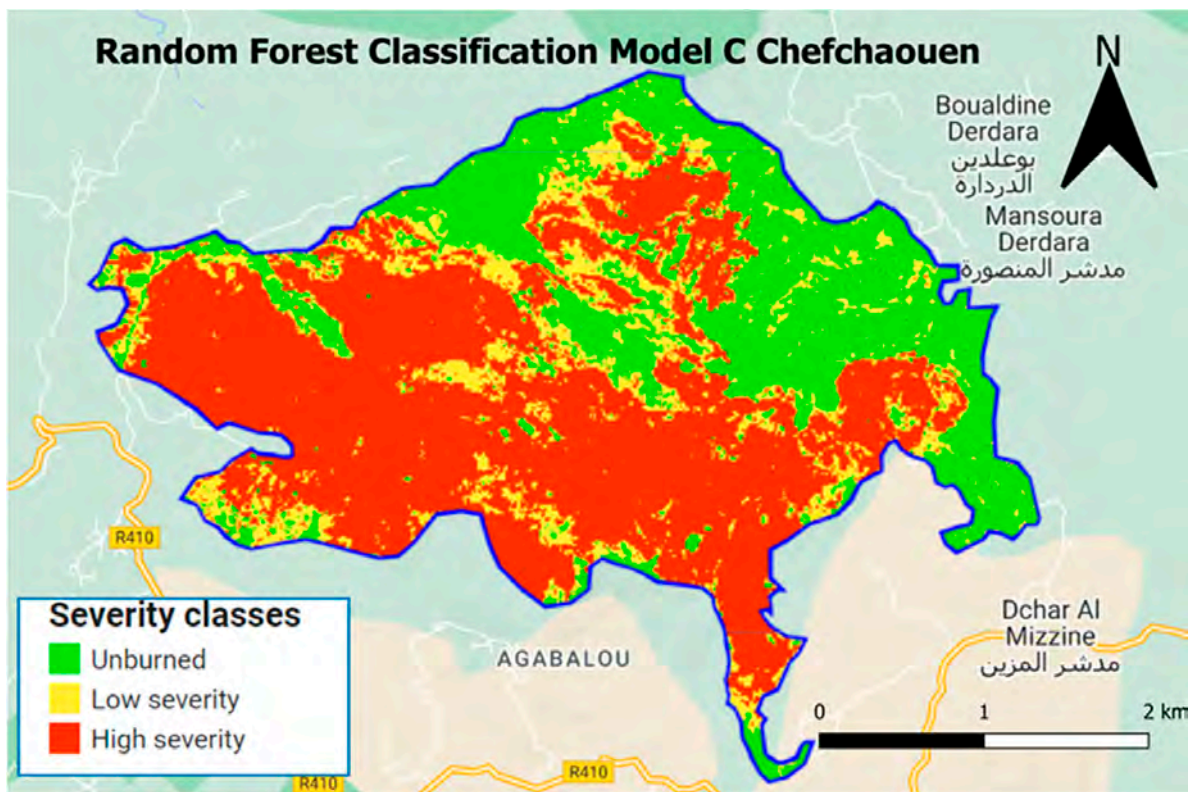 Random Forest Classification Model C Chefchaouen
N
Boualdine
Derdara
بوعلدين
الدردارة
Mansoura
Derdara
مدشر المنصورة
R410
Severity classes
Unburned
Low severity
High severity
AGABALOU
Dchar Al
Mizzine
مدشر المزين
0 1 2 km
R410
R410